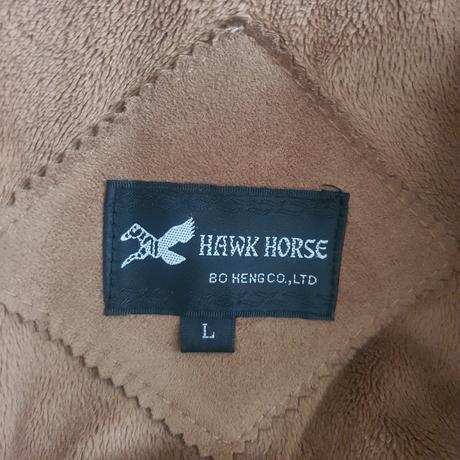 HAWK HORSE
BO HENG CO.,LTD
L